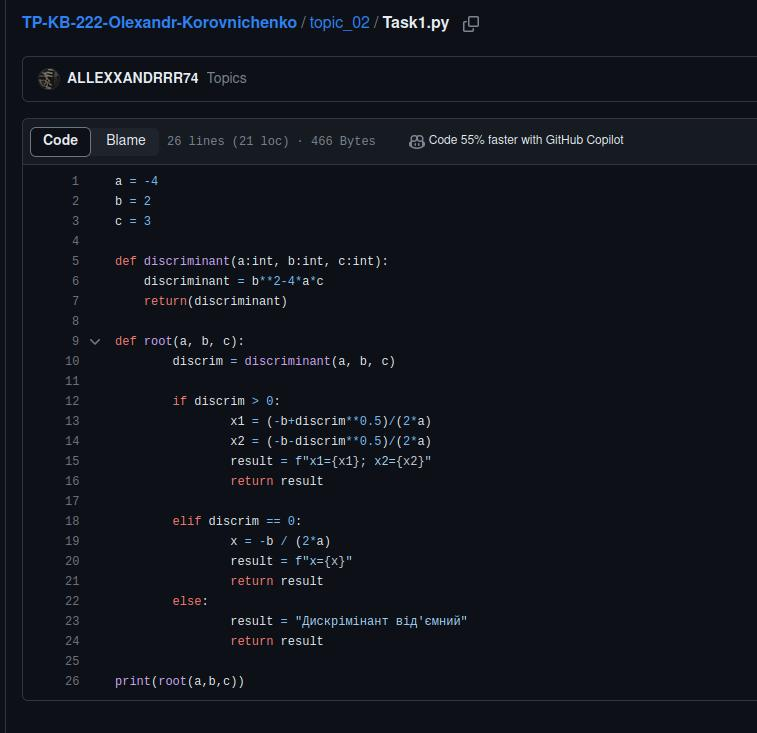 TP-KB-222-Olexandr-Korovnichenko / topic_02 / Task1.py
ALLEXXANDRRR74 Topics
Code Blame 26 lines (21 loc) · 466 Bytes Code 55% faster with GitHub Copilot
1 a = -4
2 b = 2
3 c = 3
4
5 def discriminant(a:int, b:int, c:int):
6     discriminant = b**2-4*a*c
7     return(discriminant)
8
9 def root(a, b, c):
10         discrim = discriminant(a, b, c)
11
12         if discrim > 0:
13                 x1 = (-b+discrim**0.5)/(2*a)
14                 x2 = (-b-discrim**0.5)/(2*a)
15                 result = f"x1={x1}; x2={x2}"
16                 return result
17
18         elif discrim == 0:
19                 x = -b / (2*a)
20                 result = f"x={x}"
21                 return result
22         else:
23                 result = "Дискрімінант від'ємний"
24                 return result
25
26 print(root(a,b,c))